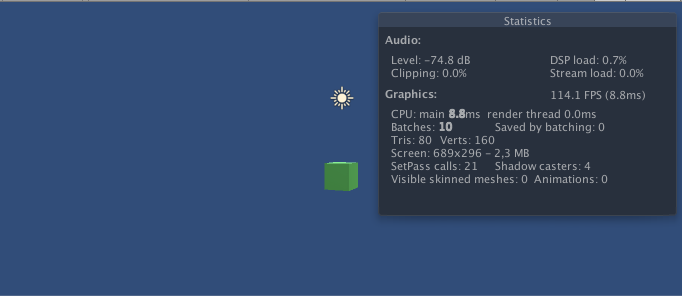 Statistics
Audio:
Level: -74.8 dB DSP load: 0.7%
Clipping: 0.0% Stream load: 0.0%
Graphics: 114.1 FPS (8.8ms)
CPU: main 8.8ms render thread 0.0ms
Batches: 10 Saved by batching: 0
Tris: 80 Verts: 160
Screen: 689x296 - 2,3 MB
SetPass calls: 21 Shadow casters: 4
Visible skinned meshes: 0 Animations: 0